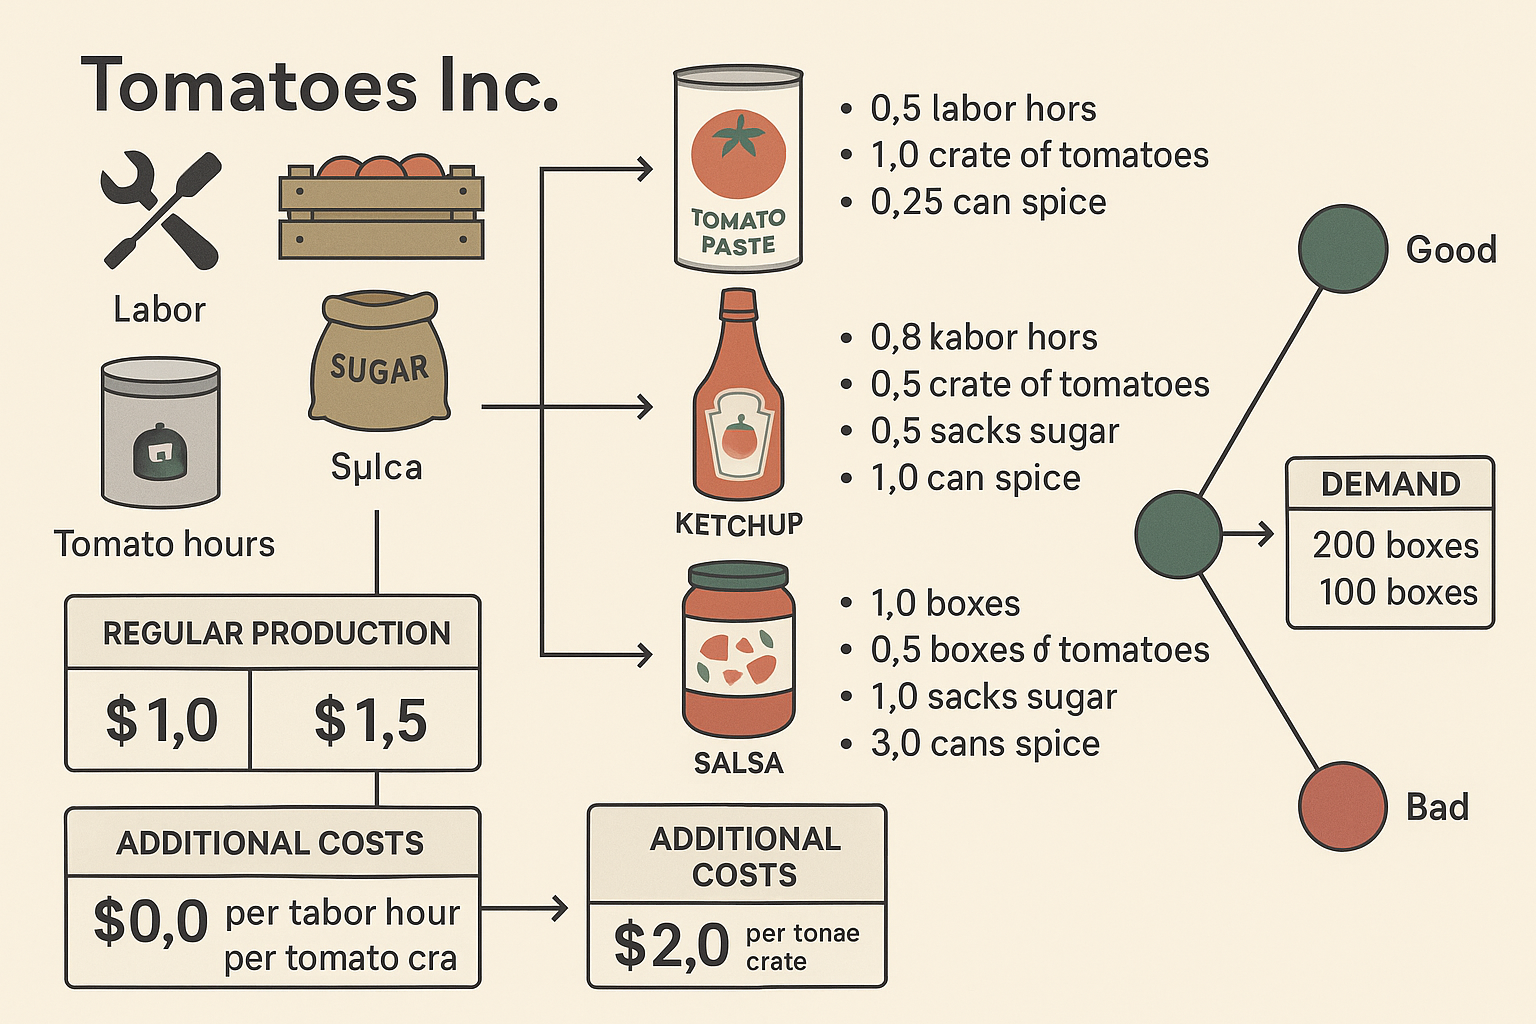 Tomatoes Inc.
Labor
SUGAR
Sµlca
Tomato hours
REGULAR PRODUCTION
$1,0
$1,5
ADDITIONAL COSTS
$0,0 per tabor hour
per tomato cra
ADDITIONAL
COSTS
$2,0 per tonae
crate
TOMATO
PASTE
• 0,5 labor hors
• 1,0 crate of tomatoes
• 0,25 can spice
KETCHUP
• 0,8 kabor hors
• 0,5 crate of tomatoes
• 0,5 sacks sugar
• 1,0 can spice
SALSA
• 1,0 boxes
• 0,5 boxes of tomatoes
• 1,0 sacks sugar
• 3,0 cans spice
Good
DEMAND
200 boxes
100 boxes
Bad